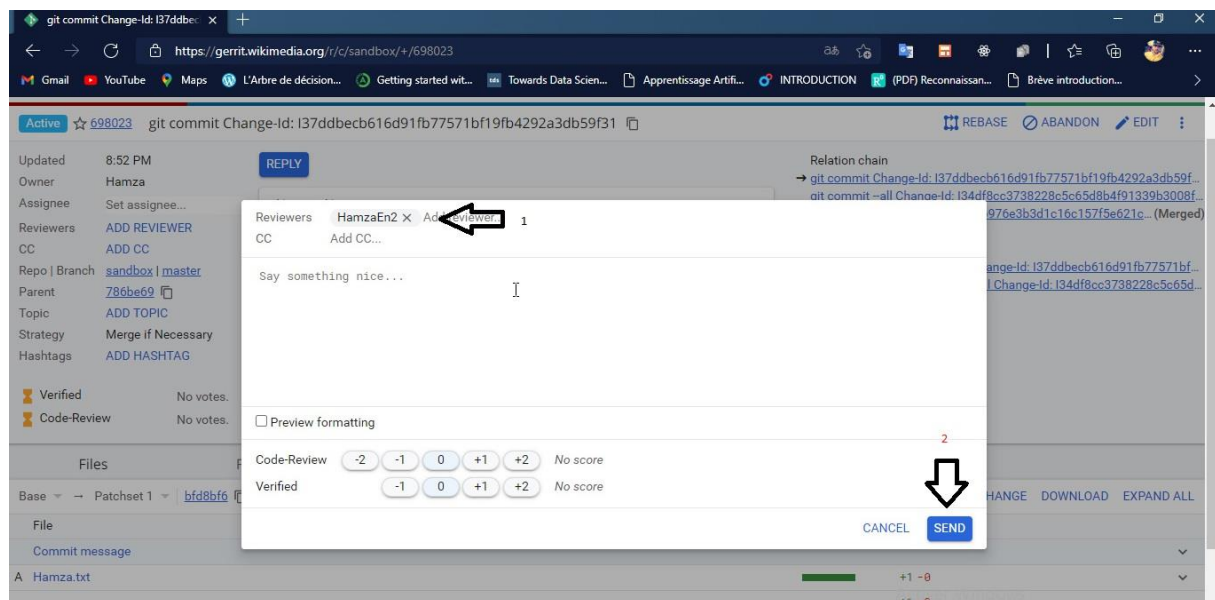 git commit Change-Id: I37ddbec
https://gerrit.wikimedia.org/r/c/sandbox/+/698023
Gmail YouTube Maps L'Arbre de décision... Getting started wit... Towards Data Scien... Apprentissage Artifi... INTRODUCTION (PDF) Reconnaissan... Brève introduction...
Active 698023 git commit Change-Id: I37ddbecb616d91fb77571bf19fb4292a3db59f31 REBASE ABANDON EDIT
Updated 8:52 PM
REPLY
Relation chain
Owner Hamza
→ git commit Change-Id: I37ddbecb616d91fb77571bf19fb4292a3db59f...
Assignee Set assignee...
git commit --all Change-Id: I34df8cc3738228c5c65d8b4f91339b3008f...
Reviewers ADD REVIEWER
976e3b3d1c16c157f5e621c... (Merged)
CC ADD CC
Repo | Branch sandbox | master
ange-Id: I37ddbecb616d91fb77571bf...
Parent 786be69
l Change-Id: I34df8cc3738228c5c65d...
Topic ADD TOPIC
Strategy Merge if Necessary
Hashtags ADD HASHTAG
Verified No votes.
Code-Review No votes.
Reviewers HamzaEn2 Add reviewer... 1
CC Add CC...
Say something nice...
Preview formatting
2
Code-Review -2 -1 0 +1 +2 No score
Verified -1 0 +1 +2 No score
CANCEL SEND
Files
Base → Patchset 1 bfd8bf6 HANGE DOWNLOAD EXPAND ALL
File
Commit message
A Hamza.txt +1 -0